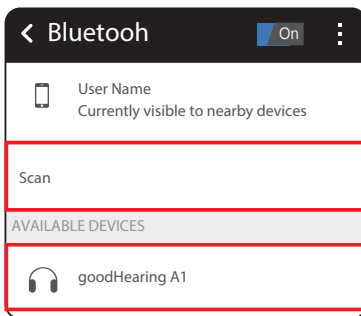 Bluetooh
On
User Name
Currently visible to nearby devices
Scan
AVAILABLE DEVICES
goodHearing A1